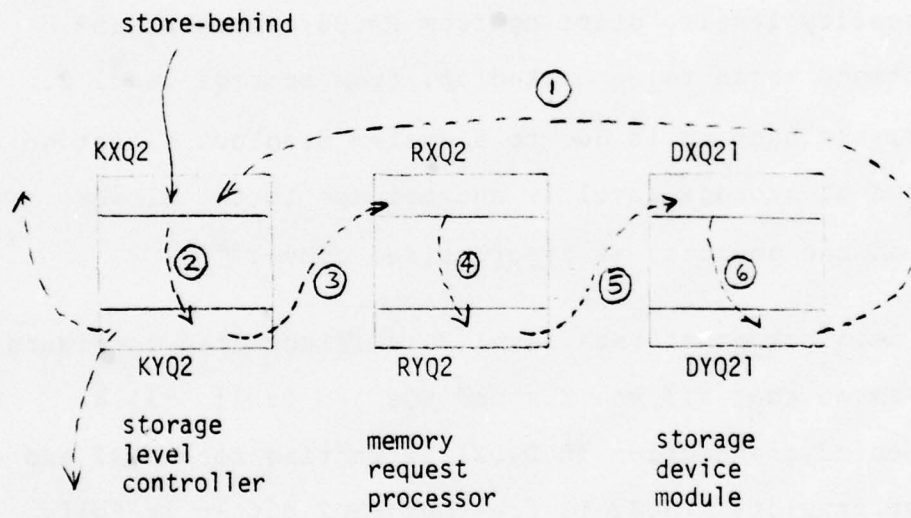 store-behind
①
KXQ2 RXQ2 DXQ21
② ③ ④ ⑤ ⑥
KYQ2 RYQ2 DYQ21
storage level controller
memory request processor
storage device module